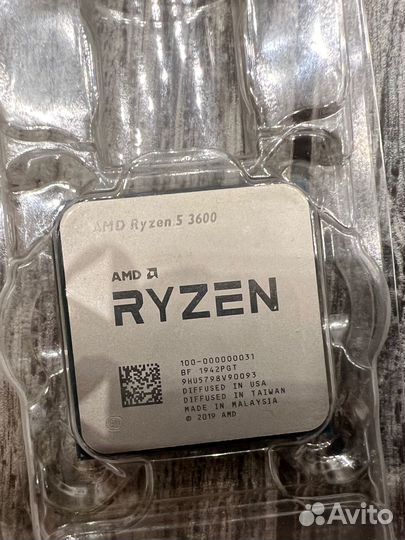 AMD Ryzen 5 3600
AMD
RYZEN
100-000000031
BF 1942PGT
9HU5798V90093
DIFFUSED IN USA
DIFFUSED IN TAIWAN
MADE IN MALAYSIA
© 2019 AMD
Avito